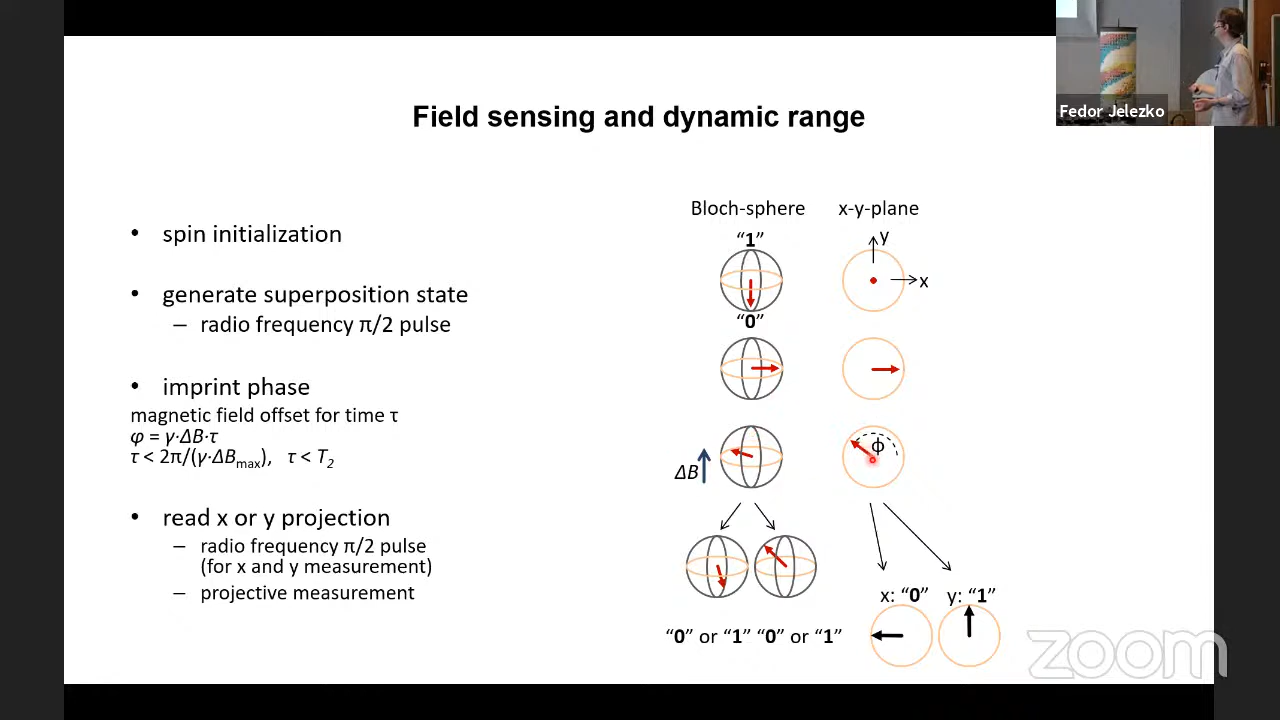 Fedor Jelezko
Field sensing and dynamic range
• spin initialization
• generate superposition state
– radio frequency π/2 pulse
• imprint phase
magnetic field offset for time τ
φ = γ·ΔB·τ
τ < 2π/(γ·ΔBmax), τ < T2
• read x or y projection
– radio frequency π/2 pulse
(for x and y measurement)
– projective measurement
Bloch-sphere x-y-plane
“1”
y
x
“0”
ϕ
ΔB
x: “0” y: “1”
“0” or “1” “0” or “1”
zoom